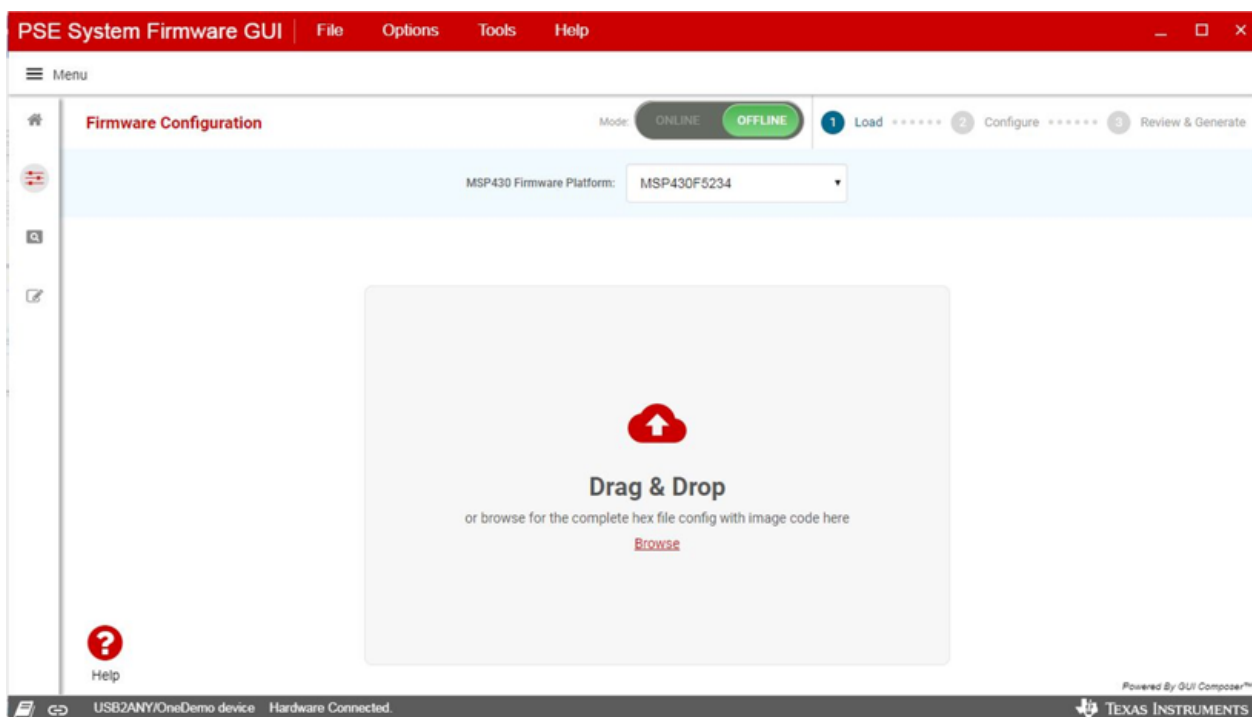 PSE System Firmware GUI File Options Tools Help
Menu
Firmware Configuration Mode: ONLINE OFFLINE 1 Load 2 Configure 3 Review & Generate
MSP430 Firmware Platform: MSP430F5234
Drag & Drop
or browse for the complete hex file config with image code here
Browse
?
Help
Powered By GUI Composer™
USB2ANY/OneDemo device Hardware Connected. TEXAS INSTRUMENTS